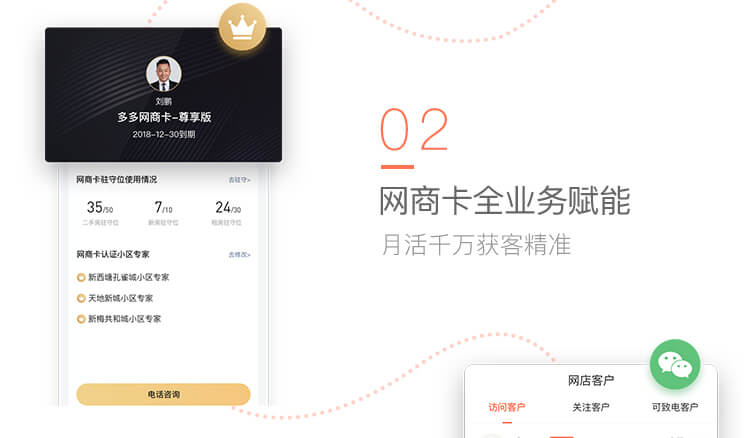 刘鹏
多多网商卡-尊享版
2018-12-30到期
网商卡驻守位使用情况 去驻守>
35/50 7/10 24/30
二手房驻守位 新房驻守位 租房驻守位
网商卡认证小区专家 去修改>
新西塘孔雀城小区专家
天地新城小区专家
新梅共和城小区专家
电话咨询
02
网商卡全业务赋能
月活千万获客精准
网店客户
访问客户 关注客户 可致电客户